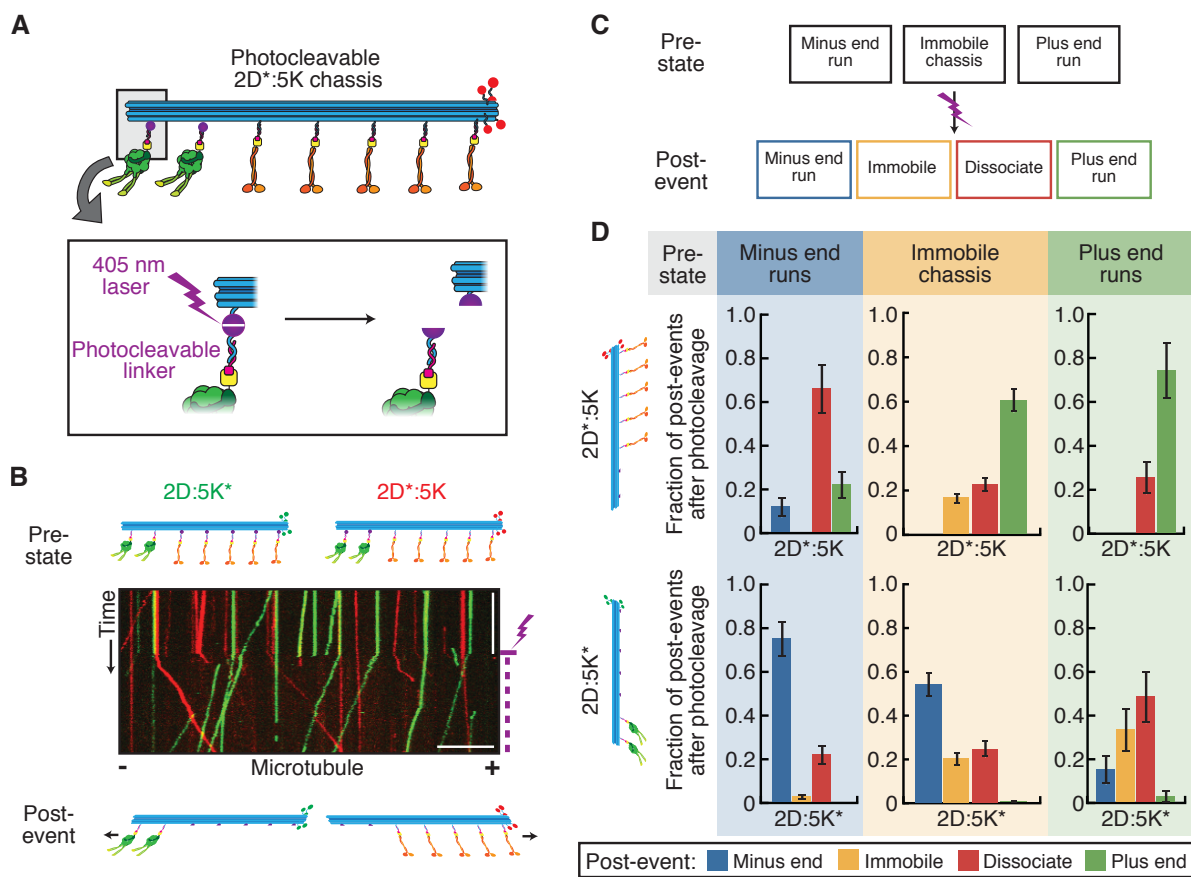 A
Photocleavable
2D*:5K chassis
405 nm
laser
Photocleavable
linker
B
2D:5K*
2D*:5K
Pre-
state
Time
-
Microtubule
+
Post-
event
C
Pre-
state
Minus end
run
Immobile
chassis
Plus end
run
Post-
event
Minus end
run
Immobile
Dissociate
Plus end
run
D
Pre-
state
Minus end
runs
Immobile
chassis
Plus end
runs
2D*:5K
Fraction of post-events
after photocleavage
1.0
0.8
0.6
0.4
0.2
0
2D*:5K
1.0
0.8
0.6
0.4
0.2
0
2D*:5K
1.0
0.8
0.6
0.4
0.2
0
2D*:5K
2D:5K*
Fraction of post-events
after photocleavage
1.0
0.8
0.6
0.4
0.2
0
2D:5K*
1.0
0.8
0.6
0.4
0.2
0
2D:5K*
1.0
0.8
0.6
0.4
0.2
0
2D:5K*
Post-event: Minus end Immobile Dissociate Plus end